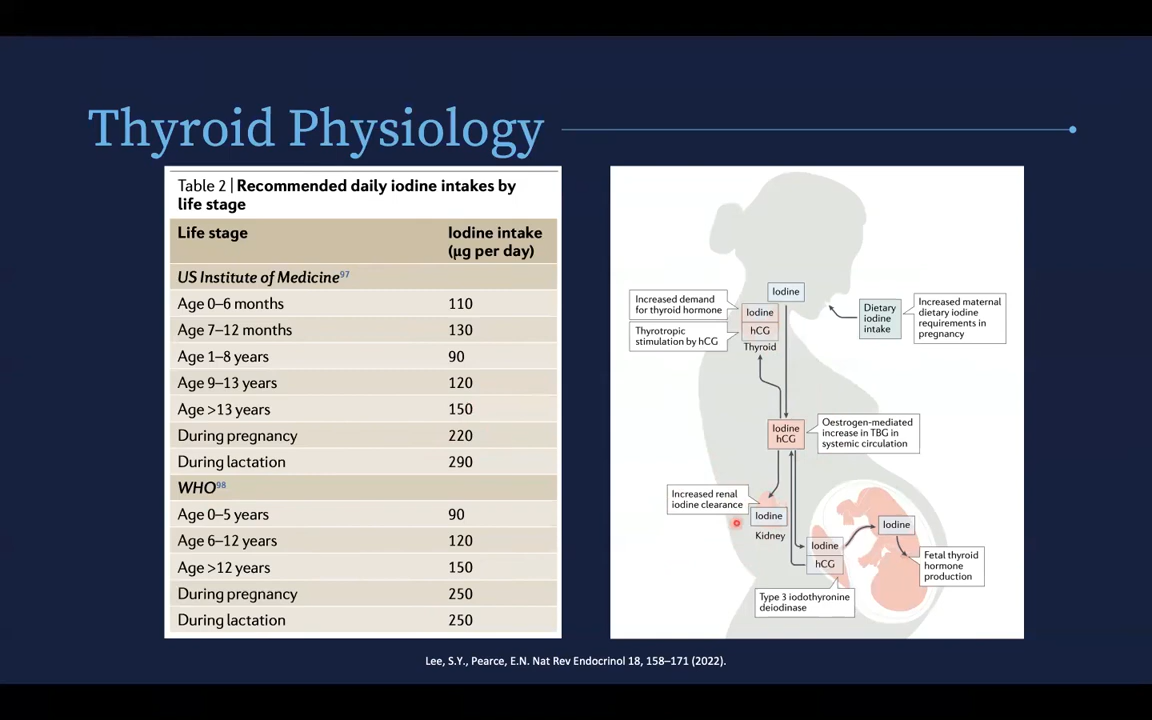 Thyroid Physiology
Table 2 | Recommended daily iodine intakes by
life stage
Life stage
Iodine intake
(µg per day)
US Institute of Medicine97
Age 0–6 months 110
Age 7–12 months 130
Age 1–8 years 90
Age 9–13 years 120
Age >13 years 150
During pregnancy 220
During lactation 290
WHO98
Age 0–5 years 90
Age 6–12 years 120
Age >12 years 150
During pregnancy 250
During lactation 250
Iodine
Increased demand
for thyroid hormone
Thyrotropic
stimulation by hCG
Iodine
hCG
Thyroid
Dietary
iodine
intake
Increased maternal
dietary iodine
requirements in
pregnancy
Iodine
hCG
Oestrogen-mediated
increase in TBG in
systemic circulation
Increased renal
iodine clearance
Iodine
Kidney
Iodine
hCG
Iodine
Fetal thyroid
hormone
production
Type 3 iodothyronine
deiodinase
Lee, S.Y., Pearce, E.N. Nat Rev Endocrinol 18, 158–171 (2022).